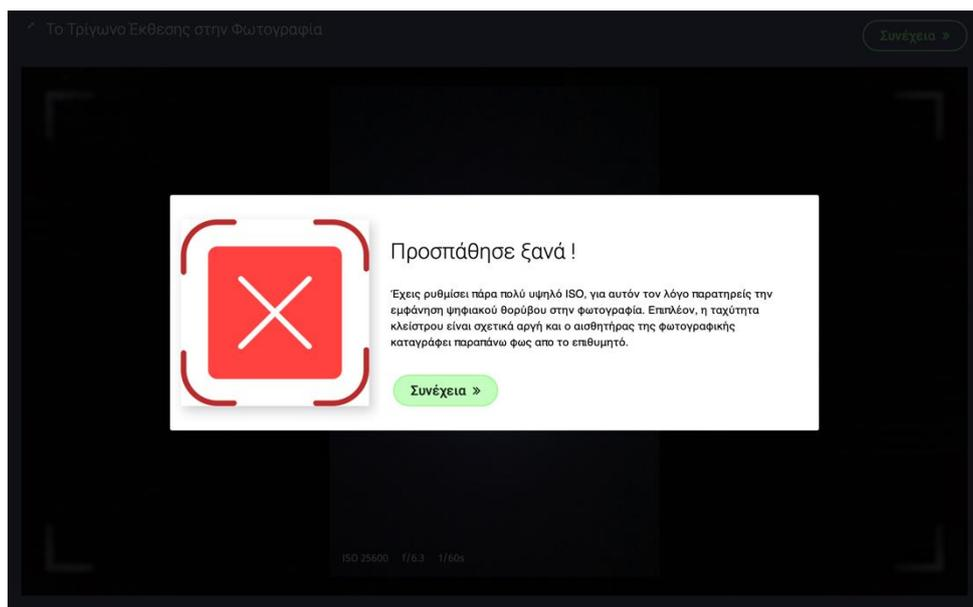 Το Τρίγωνο Έκθεσης στην Φωτογραφία
Συνέχεια »
Προσπάθησε ξανά !
Έχεις ρυθμίσει πάρα πολύ υψηλό ISO, για αυτόν τον λόγο παρατηρείς την
εμφάνηση ψηφιακού θορύβου στην φωτογραφία. Επιπλέον, η ταχύτητα
κλείστρου είναι σχετικά αργή και ο αισθητήρας της φωτογραφικής
καταγράφει παραπάνω φως απο το επιθυμητό.
Συνέχεια »
ISO 25600 f/6.3 1/60s